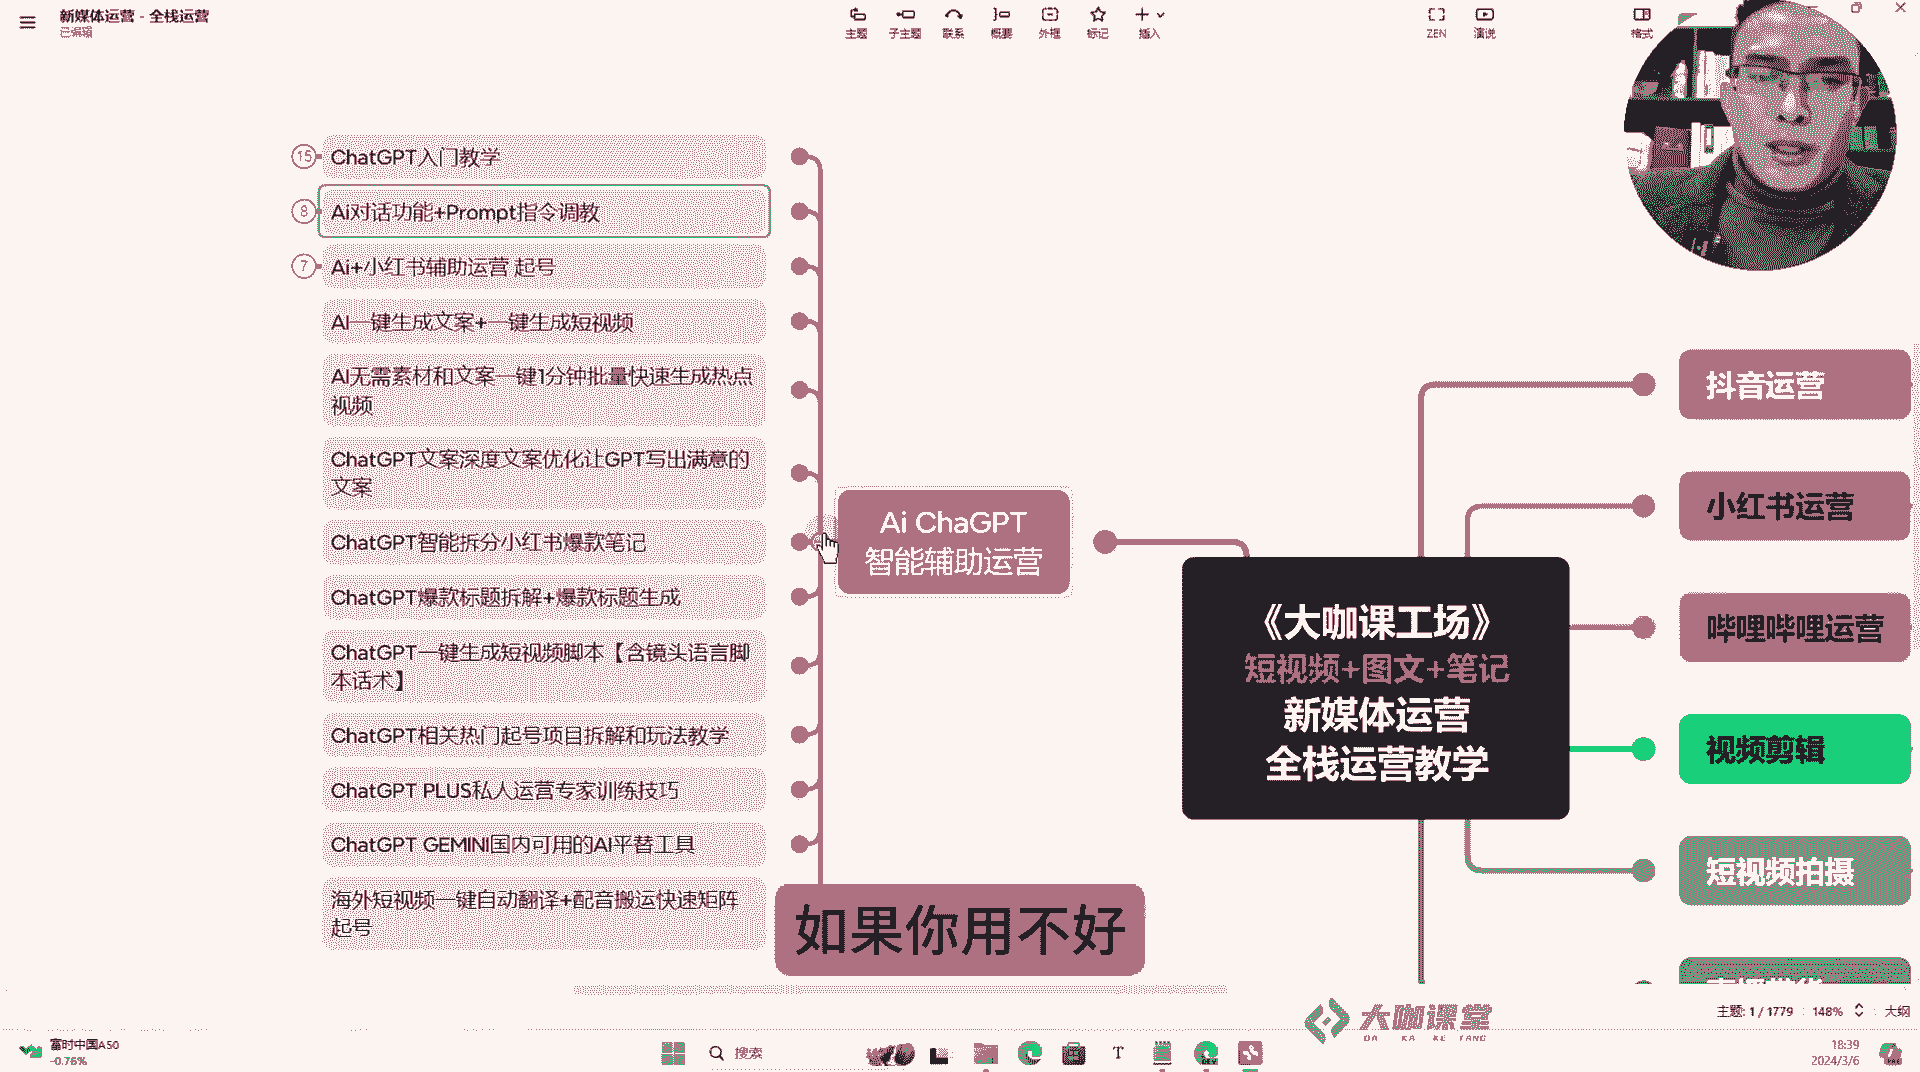 新媒体运营 - 全栈运营
已编辑
主题
子主题
联系
概要
外框
标记
插入
ZEN
演说
格式
15
ChatGPT入门教学
8
Ai对话功能+Prompt指令调教
7
Ai+小红书辅助运营 起号
AI一键生成文案+一键生成短视频
AI无需素材和文案一键1分钟批量快速生成热点
视频
ChatGPT文案深度文案优化让GPT写出满意的
文案
ChatGPT智能拆分小红书爆款笔记
ChatGPT爆款标题拆解+爆款标题生成
ChatGPT一键生成短视频脚本【含镜头语言脚
本话术】
ChatGPT相关热门起号项目拆解和玩法教学
ChatGPT PLUS私人运营专家训练技巧
ChatGPT GEMINI国内可用的AI平替工具
海外短视频一键自动翻译+配音搬运快速矩阵
起号
Ai ChaGPT
智能辅助运营
《大咖课工场》
短视频+图文+笔记
新媒体运营
全栈运营教学
抖音运营
小红书运营
哔哩哔哩运营
视频剪辑
短视频拍摄
如果你用不好
大咖课堂
DA KA KE TANG
主题: 1 / 1779
148%
大纲
富时中国A50
-0.76%
搜索
18:39
2024/3/6